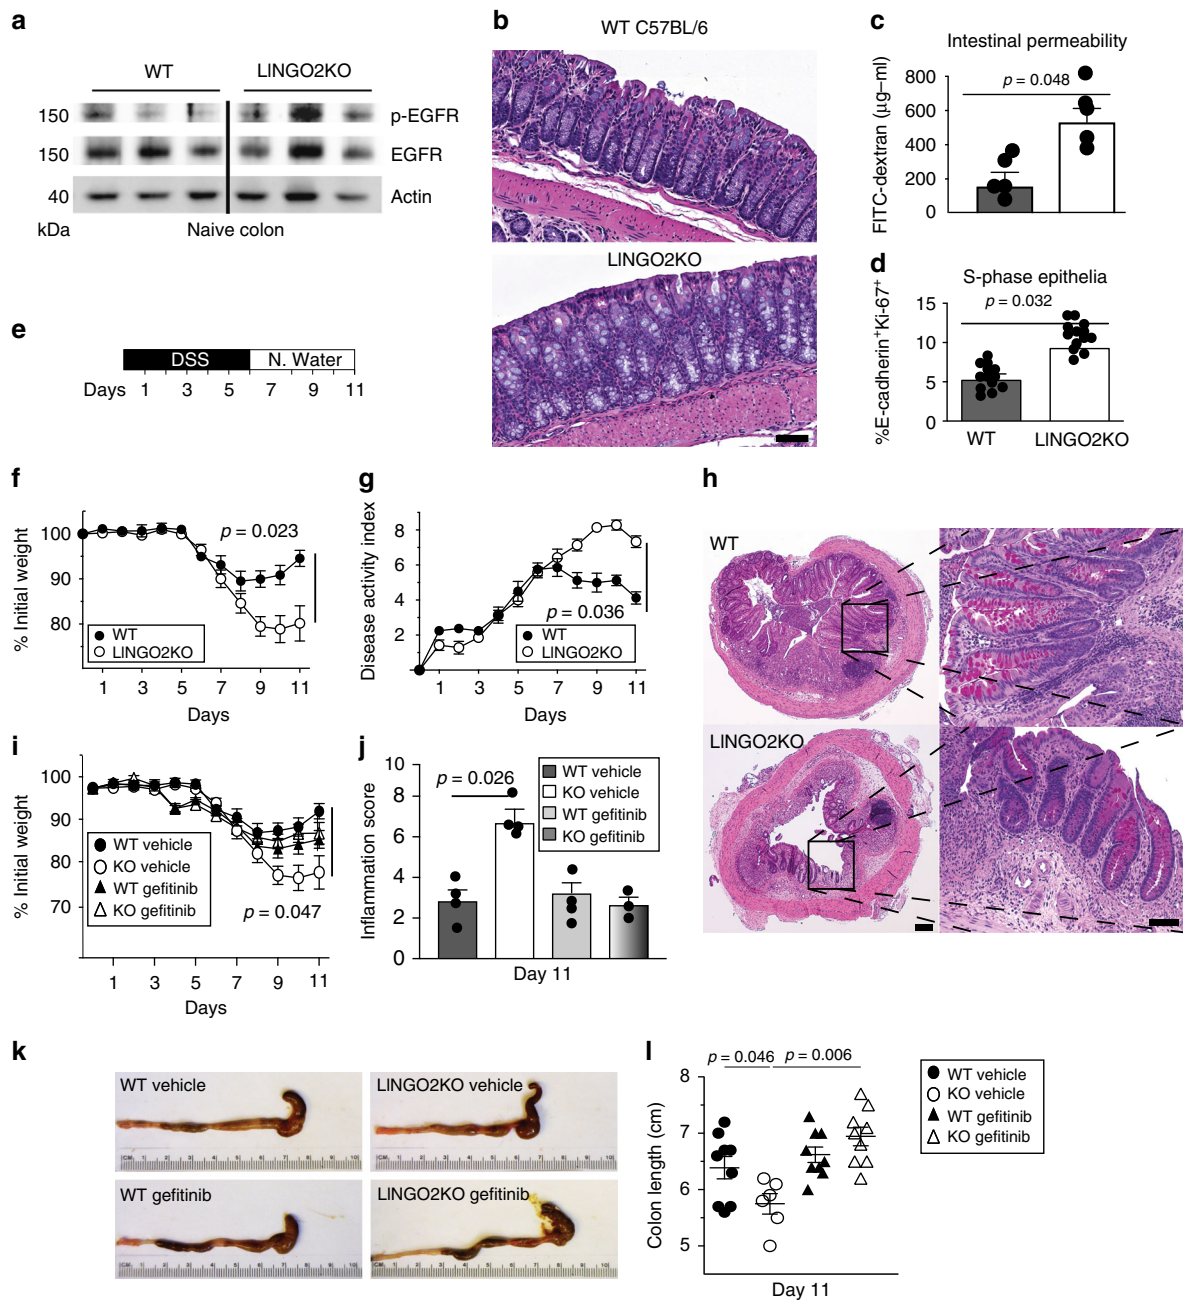 a
WT
LINGO2KO
150
p-EGFR
150
EGFR
40
Actin
kDa
Naive colon
b
WT C57BL/6
LINGO2KO
c
Intestinal permeability
p = 0.048
FITC-dextran (µg–ml)
800
600
400
200
0
d
S-phase epithelia
p = 0.032
%E-cadherin+Ki-67+
15
10
5
0
WT
LINGO2KO
e
DSS
N. Water
Days
1 3 5 7 9 11
f
% Initial weight
100
90
80
p = 0.023
WT
LINGO2KO
1 3 5 7 9 11
Days
g
Disease activity index
8
6
4
2
p = 0.036
WT
LINGO2KO
1 3 5 7 9 11
Days
h
WT
LINGO2KO
i
% Initial weight
100
90
80
70
WT vehicle
KO vehicle
WT gefitinib
KO gefitinib
p = 0.047
1 3 5 7 9 11
Days
j
Inflammation score
10
8
6
4
2
0
p = 0.026
WT vehicle
KO vehicle
WT gefitinib
KO gefitinib
Day 11
k
WT vehicle
LINGO2KO vehicle
WT gefitinib
LINGO2KO gefitinib
l
p = 0.046
p = 0.006
Colon length (cm)
8
7
6
5
Day 11
WT vehicle
KO vehicle
WT gefitinib
KO gefitinib